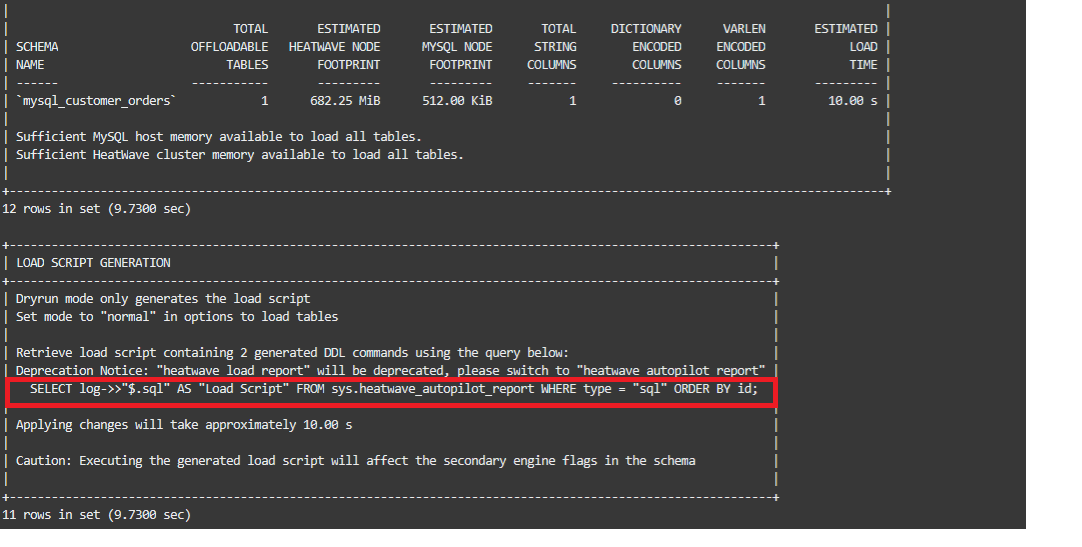 TOTAL ESTIMATED ESTIMATED TOTAL DICTIONARY VARLEN ESTIMATED
SCHEMA OFFLOADABLE HEATWAVE NODE MYSQL NODE STRING ENCODED ENCODED LOAD
NAME TABLES FOOTPRINT FOOTPRINT COLUMNS COLUMNS COLUMNS TIME
------ ----------- --------- --------- ------- ---------- ------- ---------
`mysql_customer_orders` 1 682.25 MiB 512.00 KiB 1 0 1 10.00 s
Sufficient MySQL host memory available to load all tables.
Sufficient HeatWave cluster memory available to load all tables.
12 rows in set (9.7300 sec)
LOAD SCRIPT GENERATION
Dryrun mode only generates the load script
Set mode to "normal" in options to load tables
Retrieve load script containing 2 generated DDL commands using the query below:
Deprecation Notice: "heatwave_load_report" will be deprecated, please switch to "heatwave_autopilot_report"
SELECT log->>"$.sql" AS "Load Script" FROM sys.heatwave_autopilot_report WHERE type = "sql" ORDER BY id;
Applying changes will take approximately 10.00 s
Caution: Executing the generated load script will affect the secondary engine flags in the schema
11 rows in set (9.7300 sec)